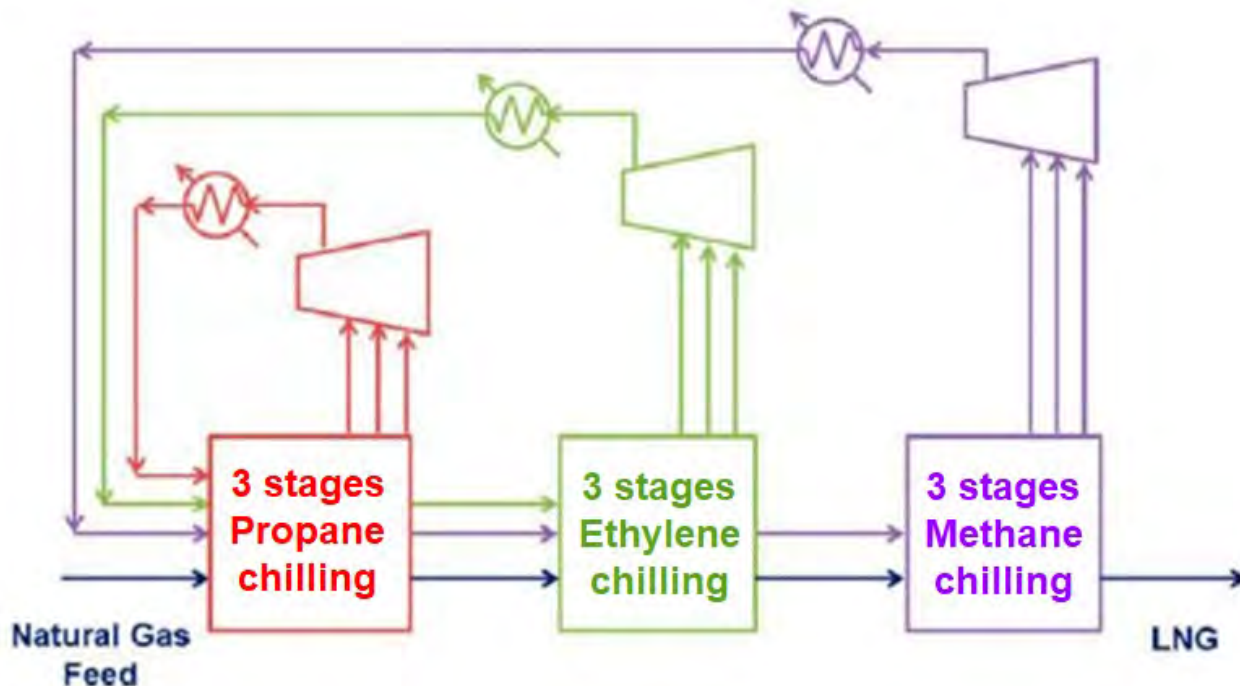 3 stages
Propane
chilling
3 stages
Ethylene
chilling
3 stages
Methane
chilling
Natural Gas
Feed
LNG